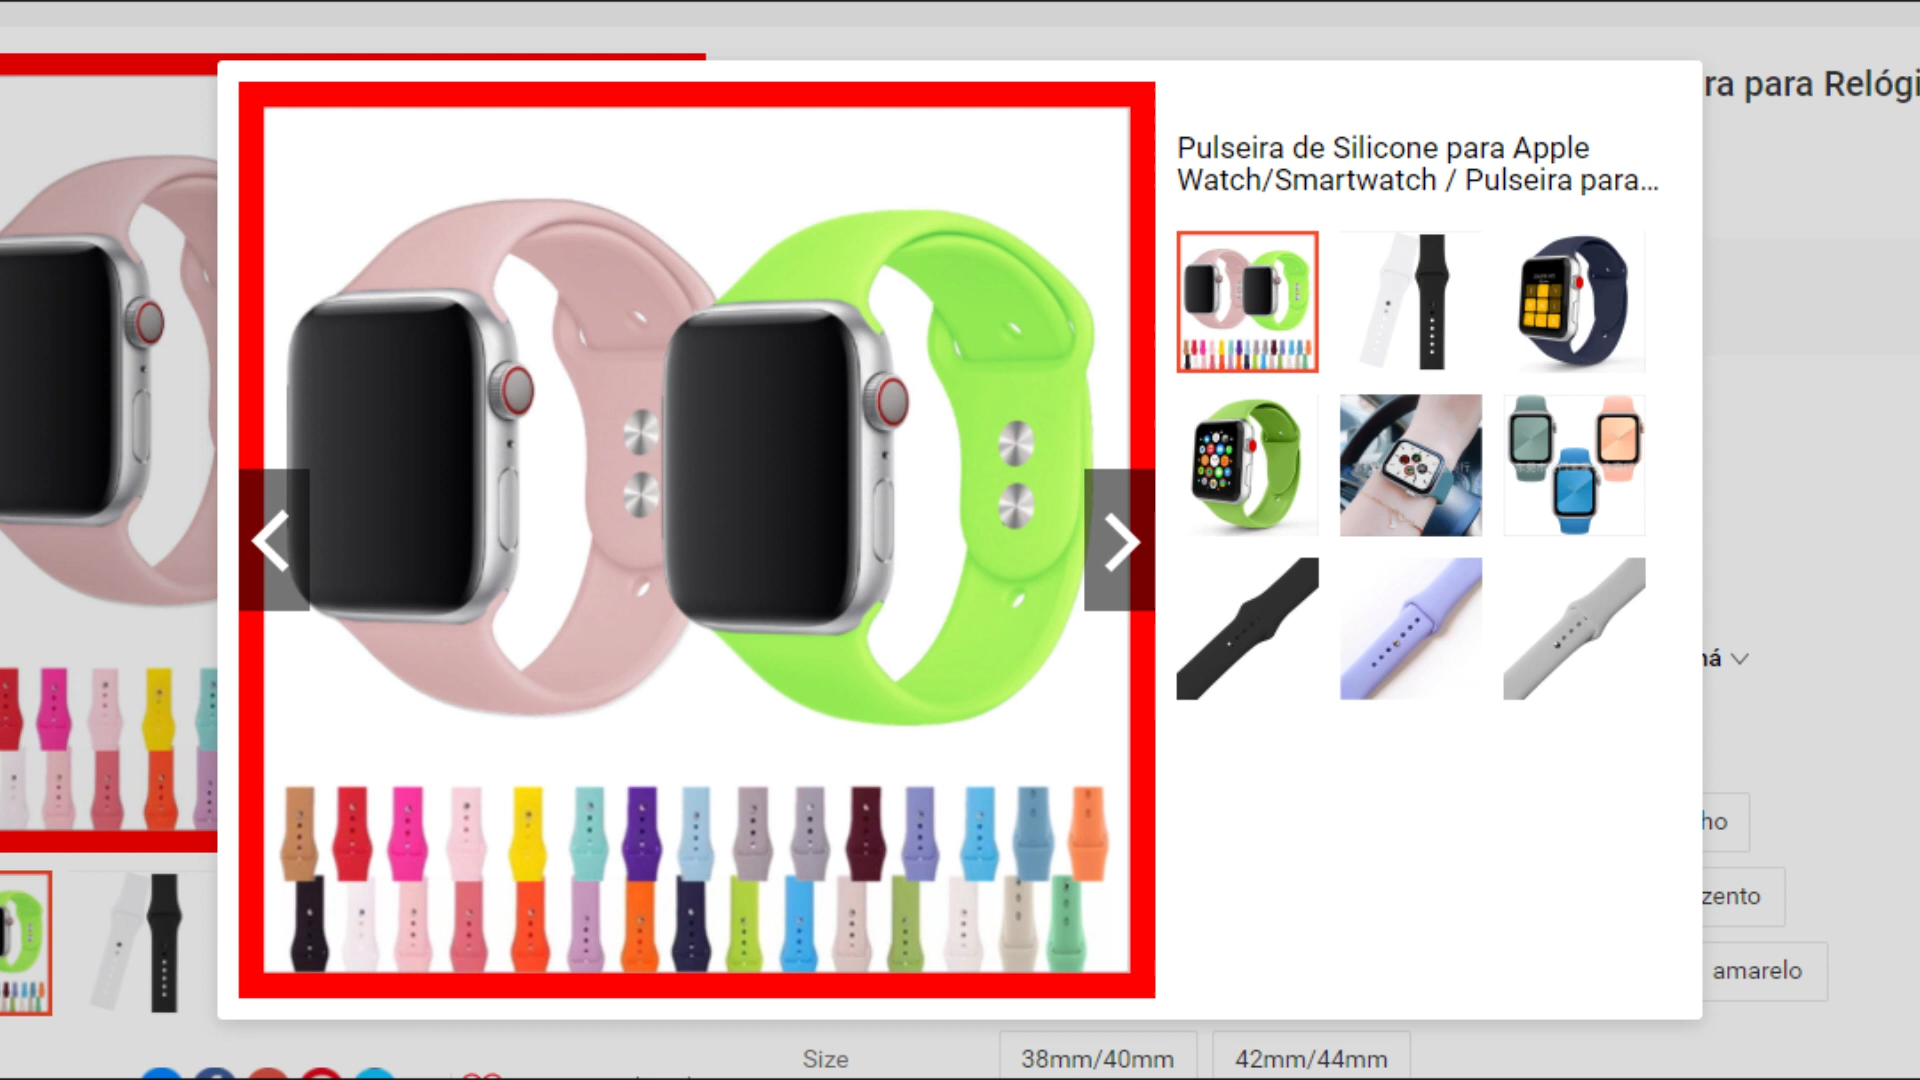 ra para Relógi
Pulseira de Silicone para Apple
Watch/Smartwatch / Pulseira para...
ná
ho
zento
amarelo
Size
38mm/40mm
42mm/44mm